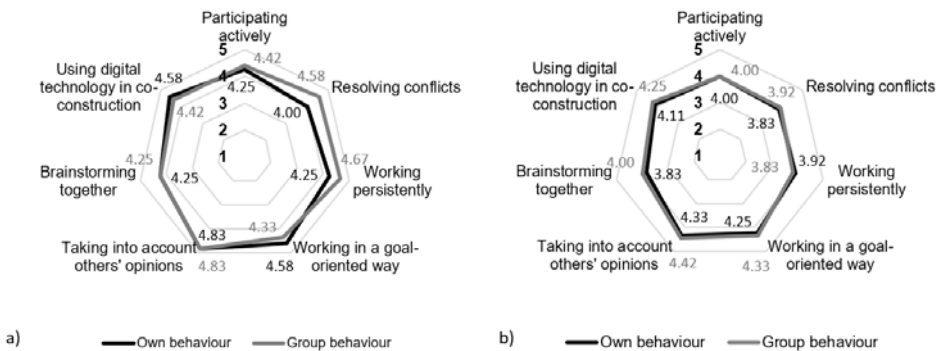 Participating
actively
5
4.42
4.58
4.58
Using digital
technology in co-
construction
4
4.25
Resolving conflicts
4.42
3
4.00
2
4.25
4.67
1
4.25
4.25
Brainstorming
together
Working
persistently
4.83
4.33
Taking into account
others' opinions
4.83
4.58
Working in a goal-
oriented way
a)
Own behaviour
Group behaviour
Participating
actively
5
4.00
Using digital
technology in co-
construction
4.25
4
3.92
Resolving conflicts
4.11
3
4.00
3.83
2
4.00
1
3.83
3.83
3.92
Brainstorming
together
Working
persistently
4.33
4.25
Taking into account
others' opinions
4.42
4.33
Working in a goal-
oriented way
b)
Own behaviour
Group behaviour